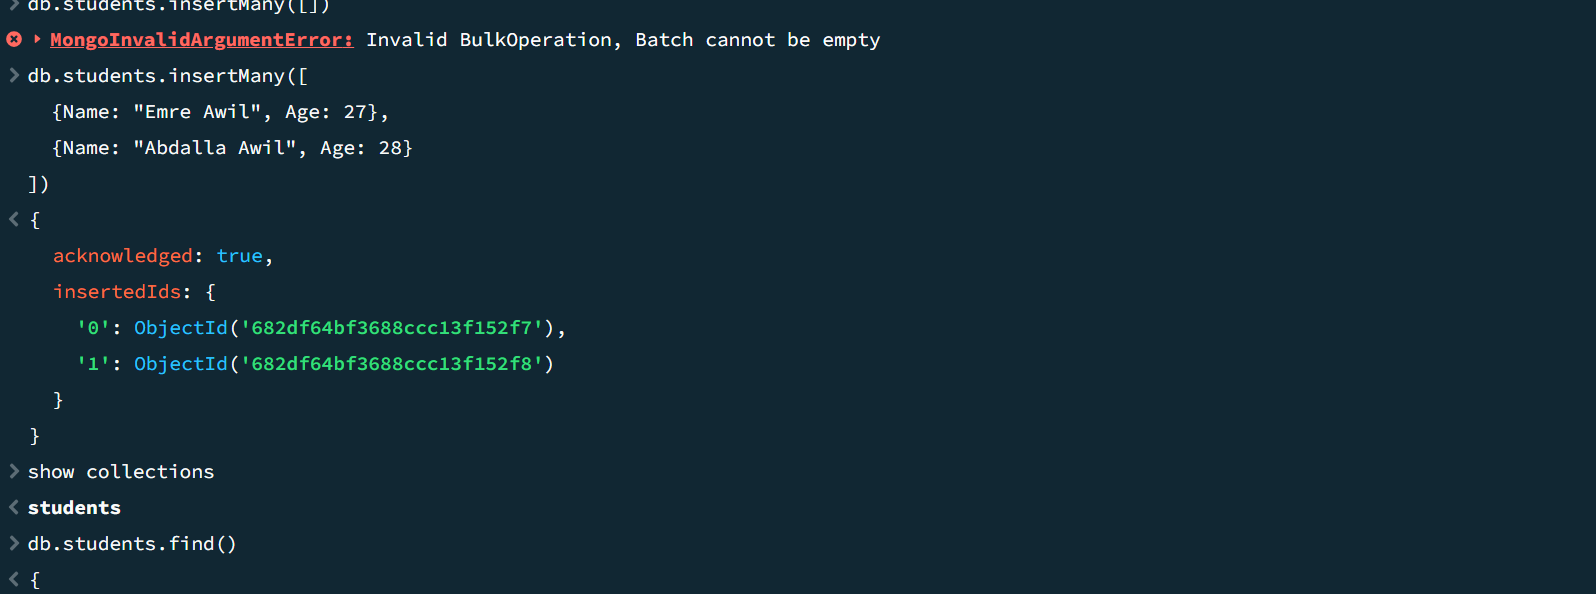 db.students.insertMany([])
MongoInvalidArgumentError: Invalid BulkOperation, Batch cannot be empty
db.students.insertMany([
{Name: "Emre Awil", Age: 27},
{Name: "Abdalla Awil", Age: 28}
])
{
acknowledged: true,
insertedIds: {
'0': ObjectId('682df64bf3688ccc13f152f7'),
'1': ObjectId('682df64bf3688ccc13f152f8')
}
}
show collections
students
db.students.find()
{